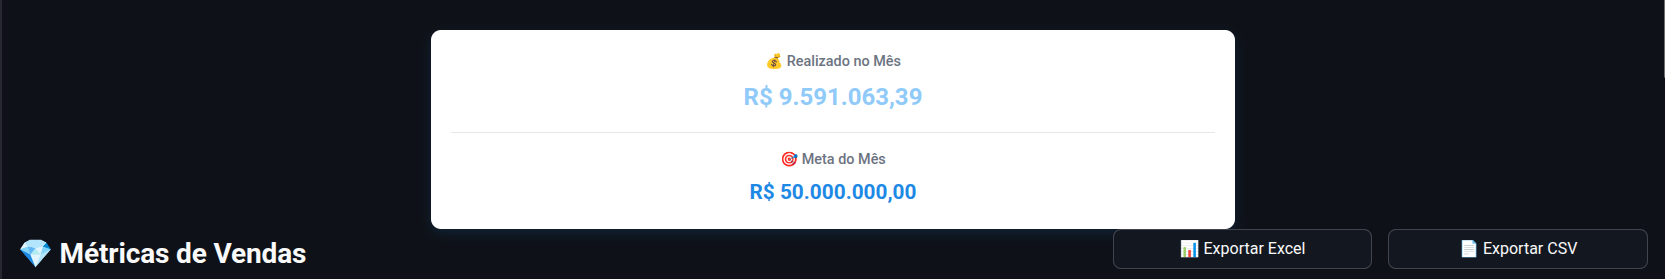 💰 Realizado no Mês
R$ 9.591.063,39
🎯 Meta do Mês
R$ 50.000.000,00
💎 Métricas de Vendas
📊 Exportar Excel
📄 Exportar CSV